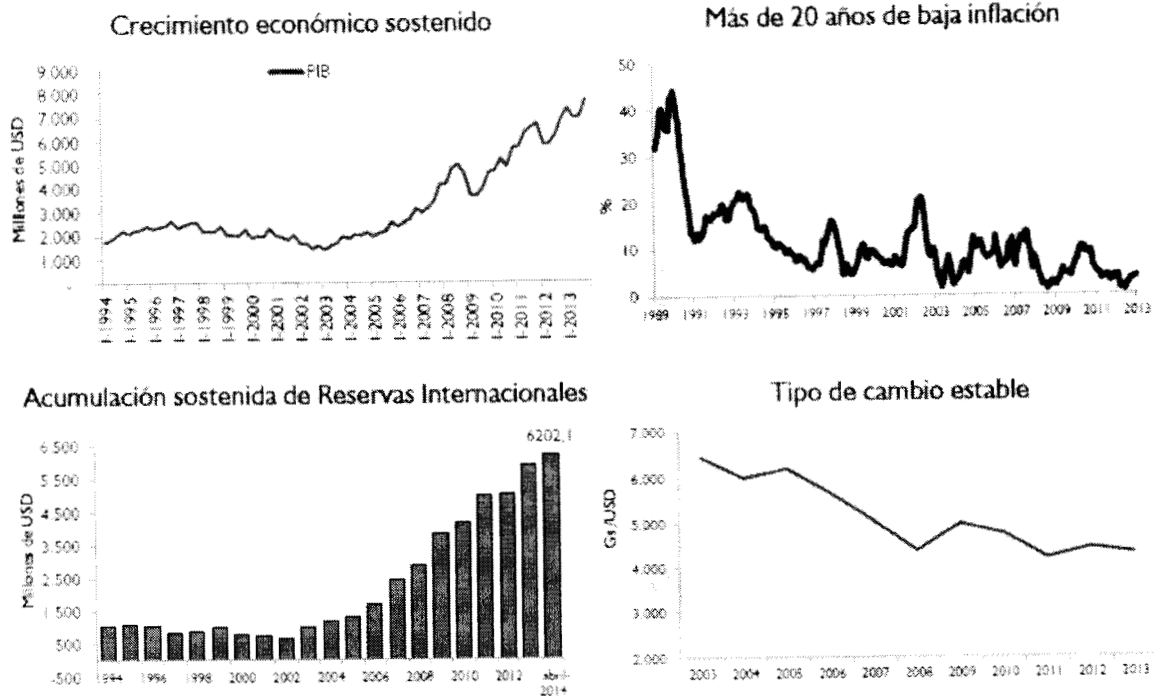 Crecimiento económico sostenido
Millones de USD
PIB
9.000
8.000
7.000
6.000
5.000
4.000
3.000
2.000
1.000
-
I-1994
I-1995
I-1996
I-1997
I-1998
I-1999
I-2000
I-2001
I-2002
I-2003
I-2004
I-2005
I-2006
I-2007
I-2008
I-2009
I-2010
I-2011
I-2012
I-2013
Más de 20 años de baja inflación
%
50
40
30
20
10
0
1989
1991
1993
1995
1997
1999
2001
2003
2005
2007
2009
2011
2013
Acumulación sostenida de Reservas Internacionales
Millones de USD
6202,1
6.500
5.500
4.500
3.500
2.500
1.500
500
-500
1994
1996
1998
2000
2002
2004
2006
2008
2010
2012
abril-
2014
Tipo de cambio estable
Gs/USD
7.000
6.000
5.000
4.000
3.000
2.000
2003
2004
2005
2006
2007
2008
2009
2010
2011
2012
2013